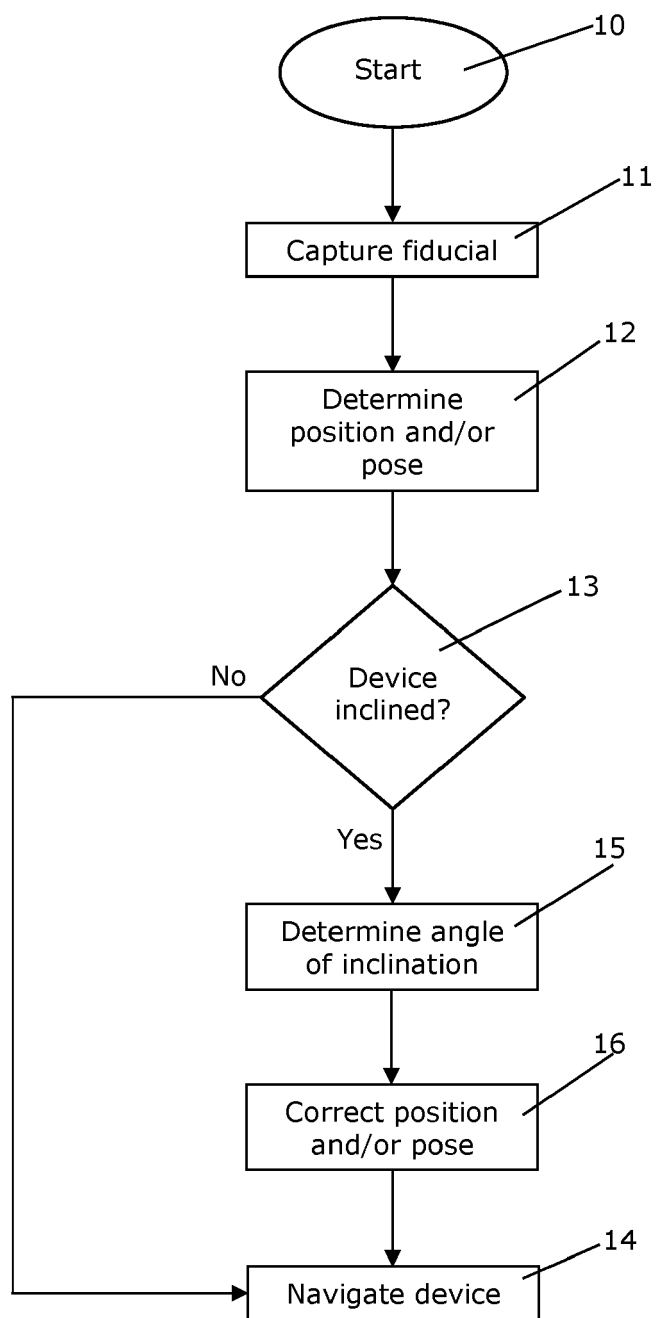 10
Start
11
Capture fiducial
12
Determine
position and/or
pose
13
No
Device
inclined?
Yes
15
Determine angle
of inclination
16
Correct position
and/or pose
14
Navigate device